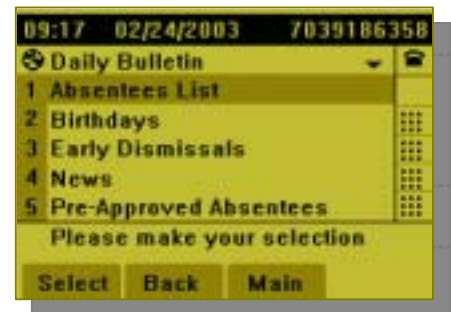 09:17 02/24/2003 7039186358
Daily Bulletin
1 Absentees List
2 Birthdays
3 Early Dismissals
4 News
5 Pre-Approved Absentees
Please make your selection
Select Back Main